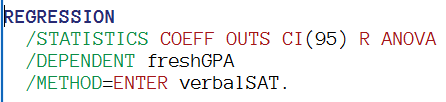 REGRESSION
/STATISTICS COEFF OUTS CI(95) R ANOVA
/DEPENDENT freshGPA
/METHOD=ENTER verbalSAT.